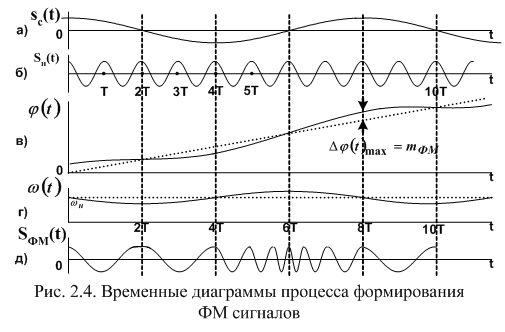 s_c(t)
а)
0
t
S_н(t)
б)
0
T 2T 3T 4T 5T 10T
t
φ(t)
в)
Δφ(t)_max = m_ФМ
0
t
ω(t)
ω_н
г)
2T 4T 6T 8T 10T
t
S_ФМ(t)
д) 0
t
Рис. 2.4. Временные диаграммы процесса формирования
ФМ сигналов